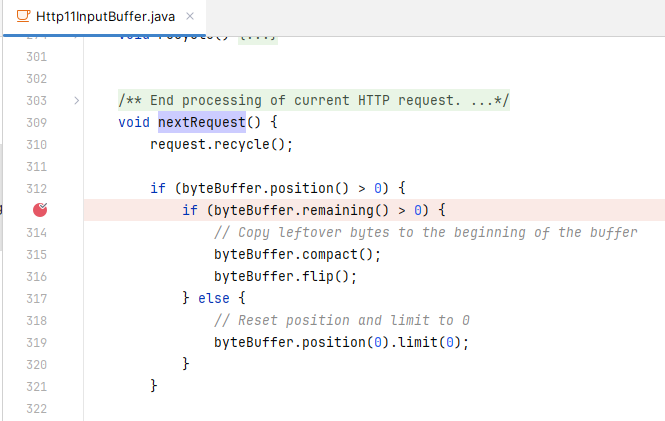 Http11InputBuffer.java ×
301
302
303 /** End processing of current HTTP request. ...*/
309 void nextRequest() {
310 request.recycle();
311
312 if (byteBuffer.position() > 0) {
if (byteBuffer.remaining() > 0) {
314 // Copy leftover bytes to the beginning of the buffer
315 byteBuffer.compact();
316 byteBuffer.flip();
317 } else {
318 // Reset position and limit to 0
319 byteBuffer.position(0).limit(0);
320 }
321 }
322